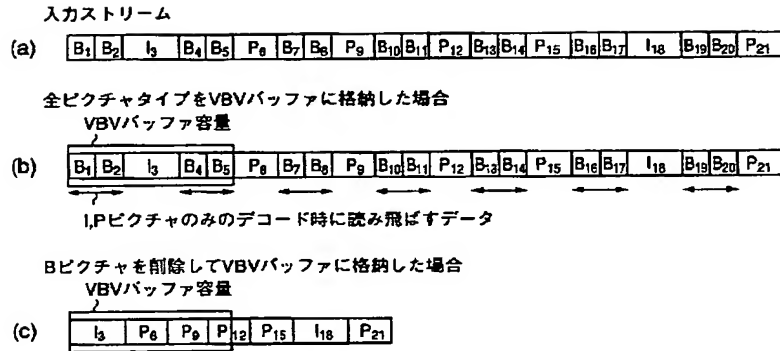 入力ストリーム
(a) B₁ B₂ I₃ B₄ B₅ P₆ B₇ B₈ P₉ B₁₀ B₁₁ P₁₂ B₁₃ B₁₄ P₁₅ B₁₆ B₁₇ I₁₈ B₁₉ B₂₀ P₂₁
全ピクチャタイプをVBVバッファに格納した場合
VBVバッファ容量
(b) B₁ B₂ I₃ B₄ B₅ P₆ B₇ B₈ P₉ B₁₀ B₁₁ P₁₂ B₁₃ B₁₄ P₁₅ B₁₆ B₁₇ I₁₈ B₁₉ B₂₀ P₂₁
I,Pピクチャのみのデコード時に読み飛ばすデータ
Bピクチャを削除してVBVバッファに格納した場合
VBVバッファ容量
(c) I₃ P₆ P₉ P₁₂ P₁₅ I₁₈ P₂₁